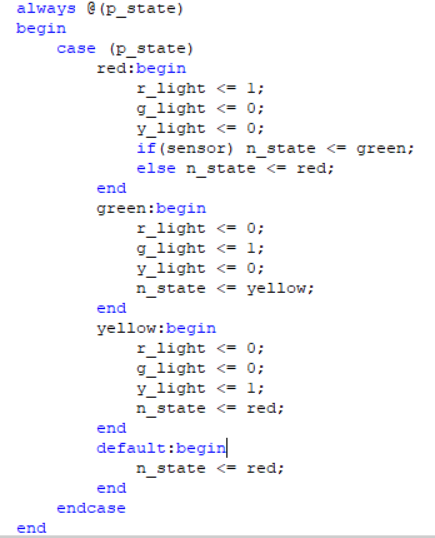 always @(p_state)
begin
    case (p_state)
        red:begin
            r_light <= 1;
            g_light <= 0;
            y_light <= 0;
            if(sensor) n_state <= green;
            else n_state <= red;
        end
        green:begin
            r_light <= 0;
            g_light <= 1;
            y_light <= 0;
            n_state <= yellow;
        end
        yellow:begin
            r_light <= 0;
            g_light <= 0;
            y_light <= 1;
            n_state <= red;
        end
        default:begin
            n_state <= red;
        end
    endcase
end